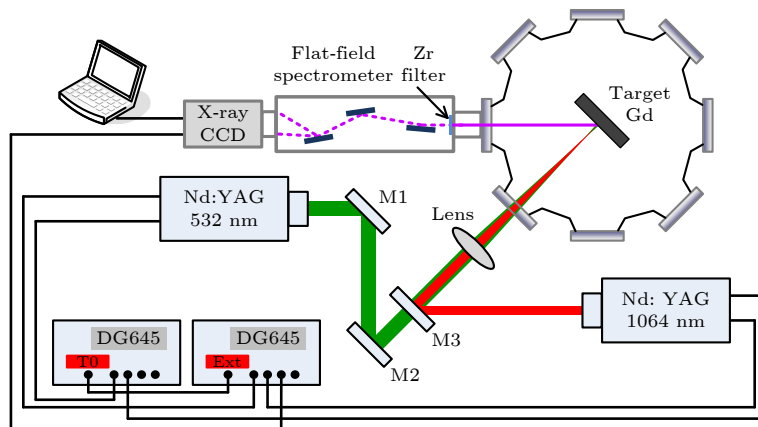 Flat-field
spectrometer
Zr
filter
X-ray
CCD
Target
Gd
Nd:YAG
532 nm
M1
Lens
Nd: YAG
1064 nm
M3
M2
DG645
T0
DG645
Ext